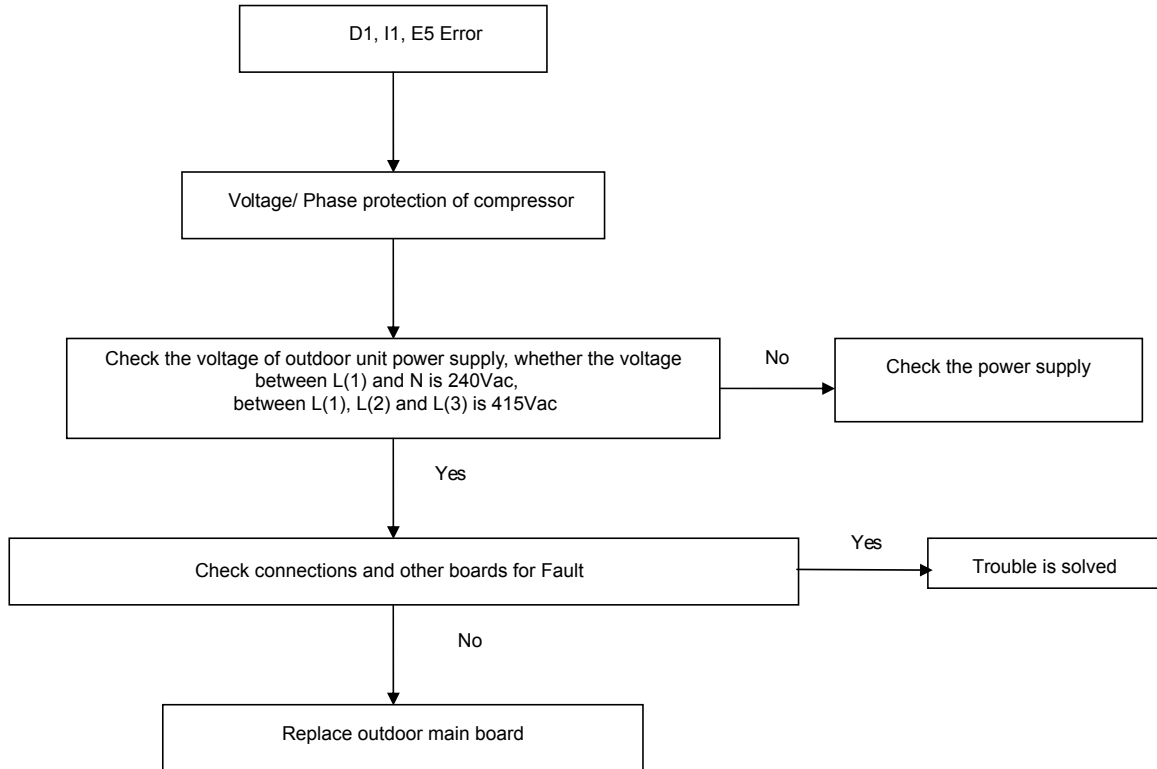 D1, I1, E5 Error
Voltage/ Phase protection of compressor
Check the voltage of outdoor unit power supply, whether the voltage
between L(1) and N is 240Vac,
between L(1), L(2) and L(3) is 415Vac
No
Check the power supply
Yes
Check connections and other boards for Fault
Yes
Trouble is solved
No
Replace outdoor main board